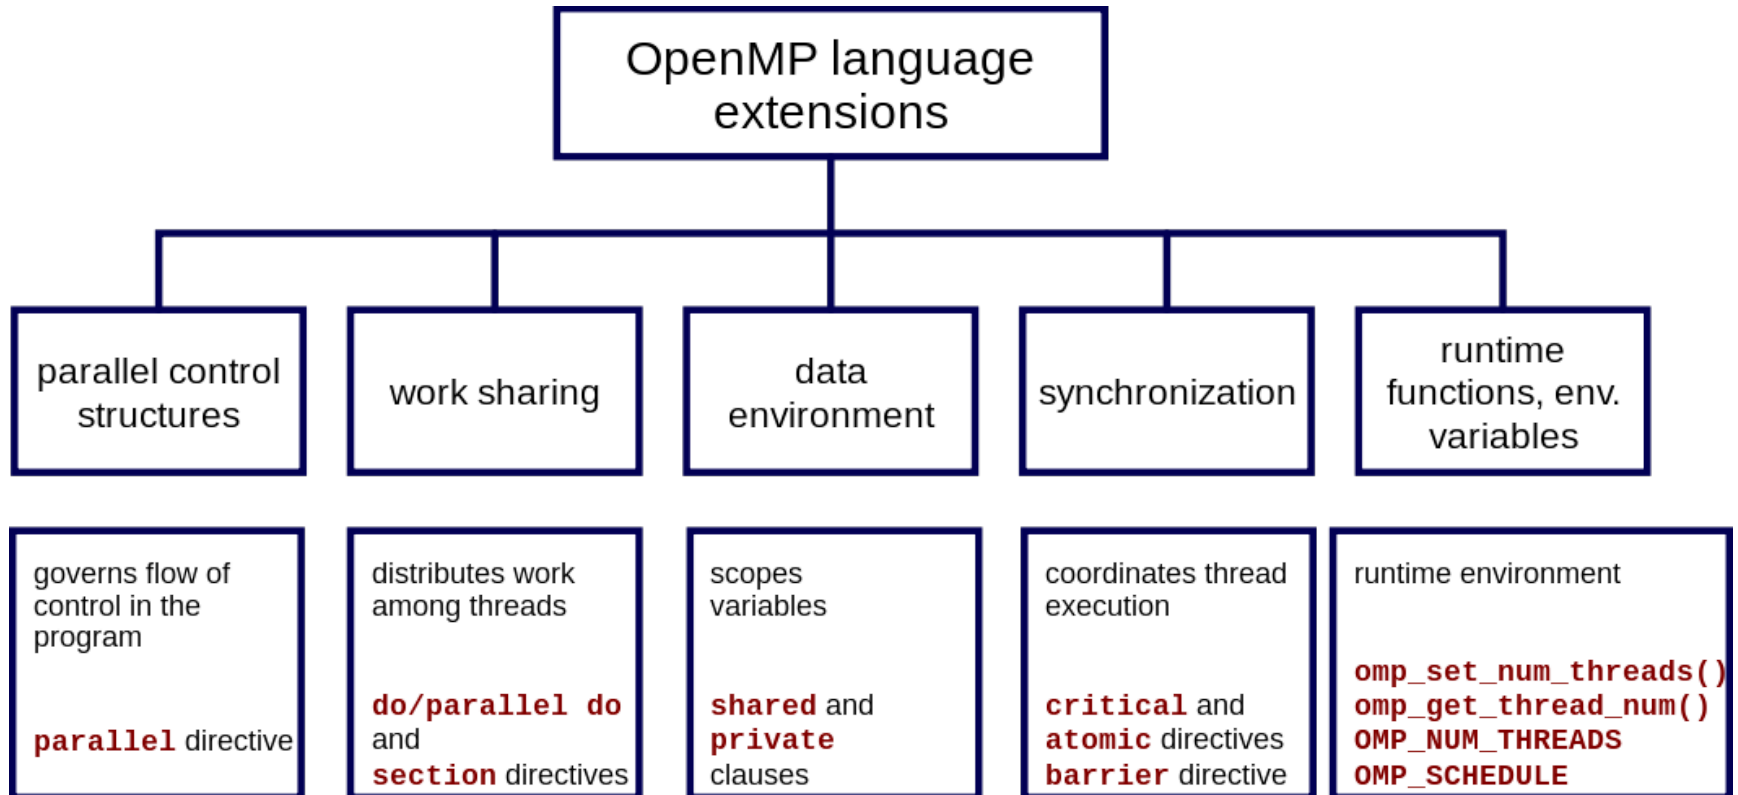 OpenMP language
extensions
parallel control
structures
work sharing
data
environment
synchronization
runtime
functions, env.
variables
governs flow of
control in the
program
parallel directive
distributes work
among threads
do/parallel do
and
section directives
scopes
variables
shared and
private
clauses
coordinates thread
execution
critical and
atomic directives
barrier directive
runtime environment
omp_set_num_threads()
omp_get_thread_num()
OMP_NUM_THREADS
OMP_SCHEDULE